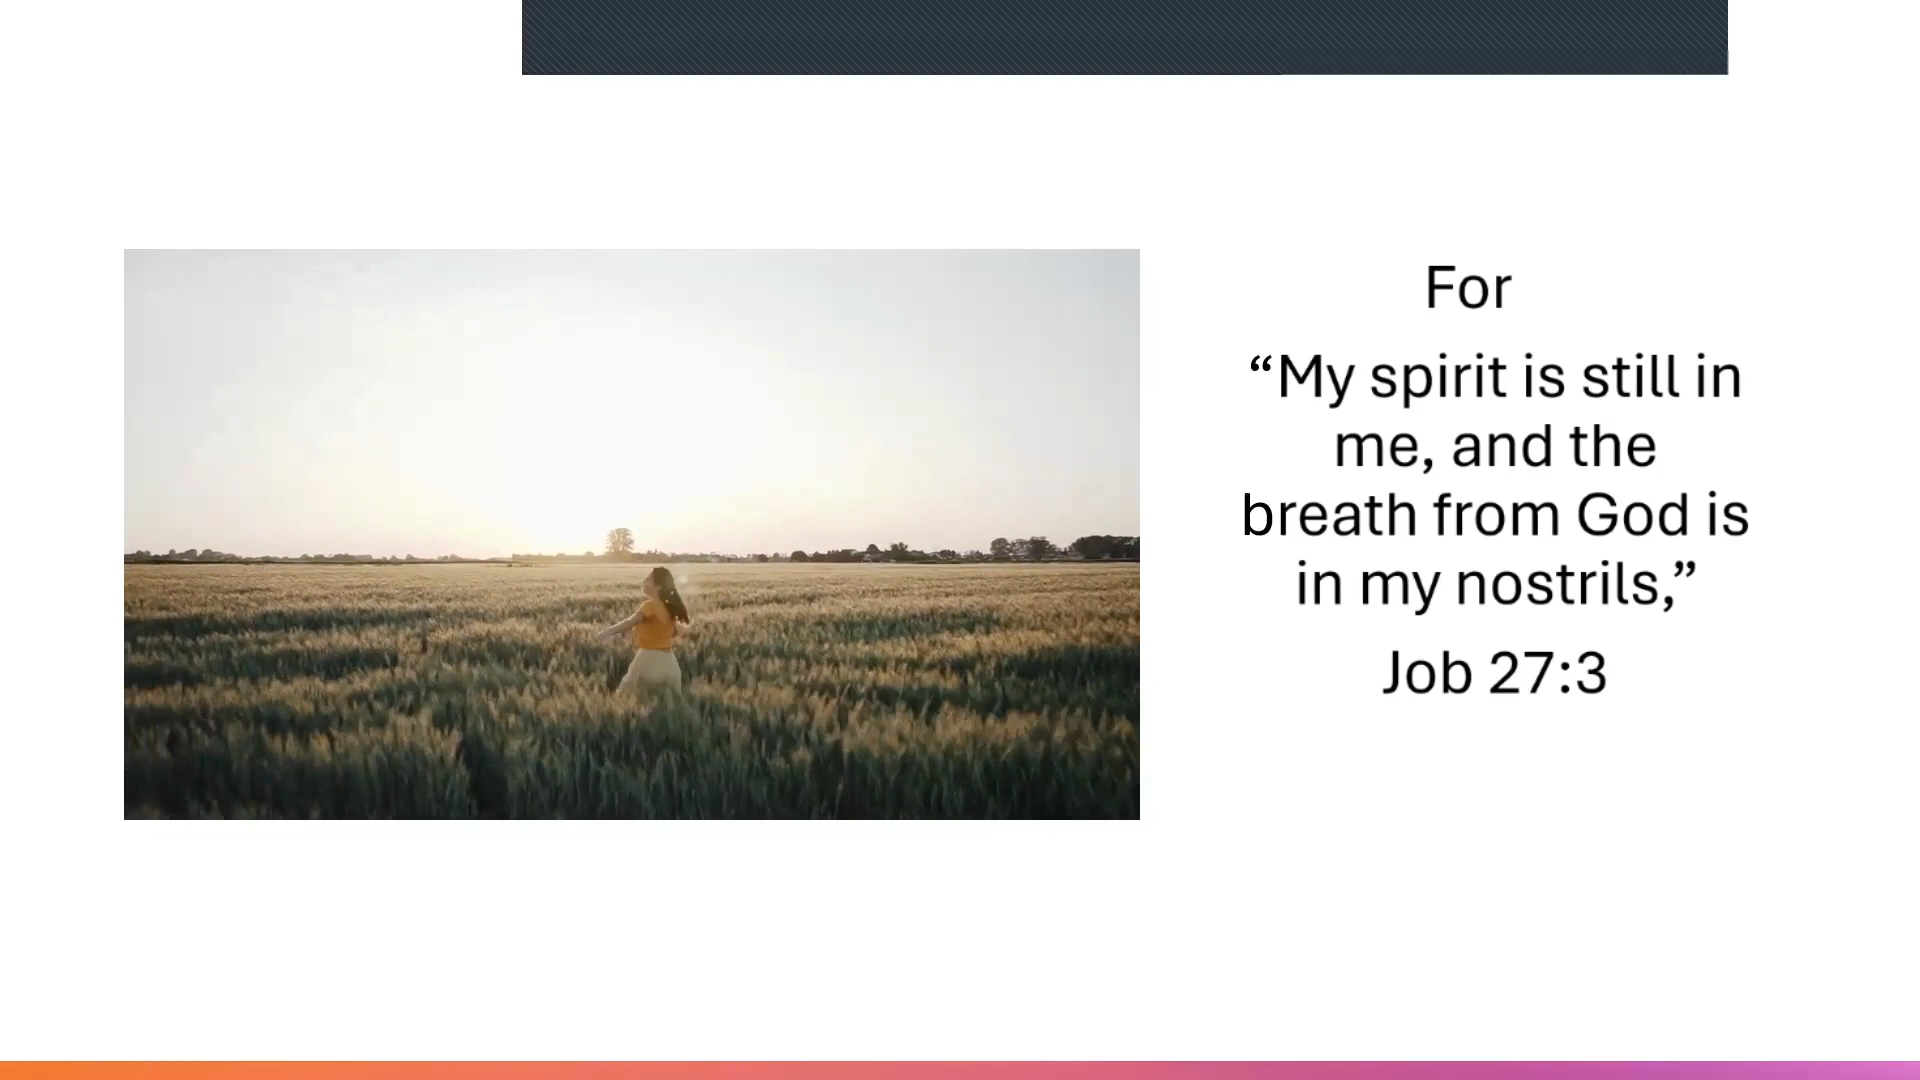 For
“My spirit is still in
me, and the
breath from God is
in my nostrils,”
Job 27:3